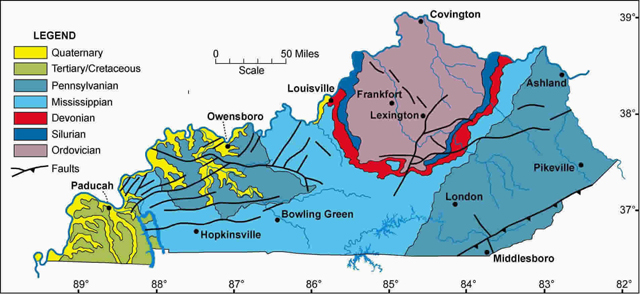 LEGEND
Quaternary
Tertiary/Cretaceous
Pennsylvanian
Mississippian
Devonian
Silurian
Ordovician
Faults
0 50 Miles
Scale
Covington
39°
Ashland
Louisville
Frankfort
Lexington
38°
Owensboro
Pikeville
Paducah
London
37°
Bowling Green
Hopkinsville
Middlesboro
89° 88° 87° 86° 85° 84° 83° 82°